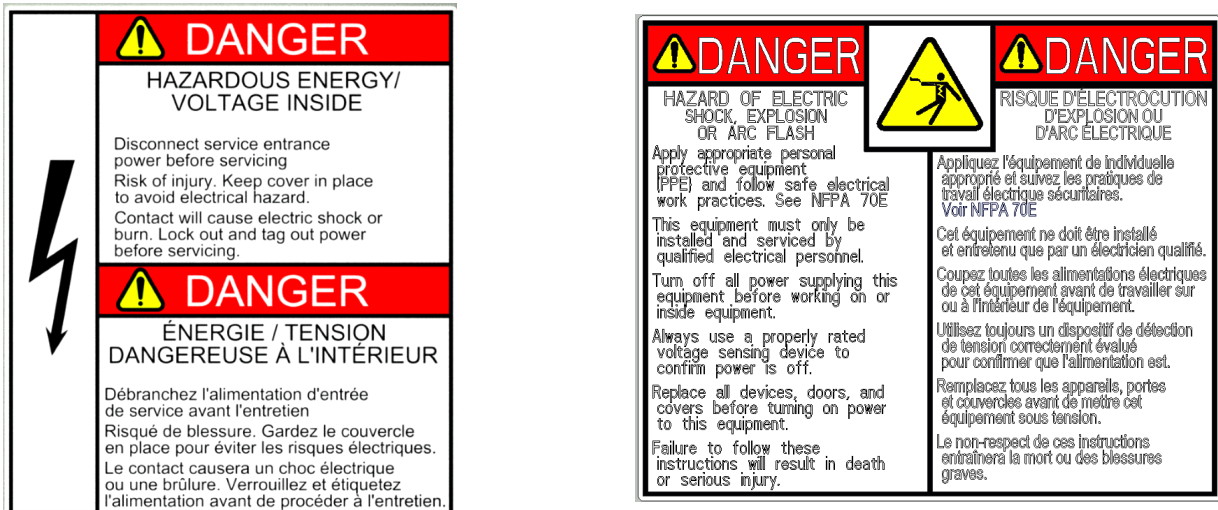 DANGER
HAZARDOUS ENERGY/
VOLTAGE INSIDE
Disconnect service entrance
power before servicing
Risk of injury. Keep cover in place
to avoid electrical hazard.
Contact will cause electric shock or
burn. Lock out and tag out power
before servicing.
DANGER
ÉNERGIE / TENSION
DANGEREUSE À L'INTÉRIEUR
Débranchez l'alimentation d'entrée
de service avant l'entretien
Risqué de blessure. Gardez le couvercle
en place pour éviter les risques électriques.
Le contact causera un choc électrique
ou une brûlure. Verrouillez et étiquetez
l'alimentation avant de procéder à l'entretien.
DANGER
HAZARD OF ELECTRIC
SHOCK, EXPLOSION
OR ARC FLASH
Apply appropriate personal
protective equipment
(PPE) and follow safe electrical
work practices. See NFPA 70E
This equipment must only be
installed and serviced by
qualified electrical personnel.
Turn off all power supplying this
equipment before working on or
inside equipment.
Always use a properly rated
voltage sensing device to
confirm power is off.
Replace all devices, doors, and
covers before turning on power
to this equipment.
Failure to follow these
instructions will result in death
or serious injury.
DANGER
RISQUE D'ÉLECTROCUTION
D'EXPLOSION OU
D'ARC ÉLECTRIQUE
Appliquez l'équipement de individuelle
approprié et suivez les pratiques de
travail électrique sécuritaires.
Voir NFPA 70E
Cet équipement ne doit être installé
et entretenu que par un électricien qualifié.
Coupez toutes les alimentations électriques
de cet équipement avant de travailler sur
ou à l'intérieur de l'équipement.
Utilisez toujours un dispositif de détection
de tension correctement évalué
pour confirmer que l'alimentation est.
Remplacez tous les appareils, portes
et couvercles avant de mettre cet
équipement sous tension.
Le non-respect de ces instructions
entraînera la mort ou des blessures
graves.